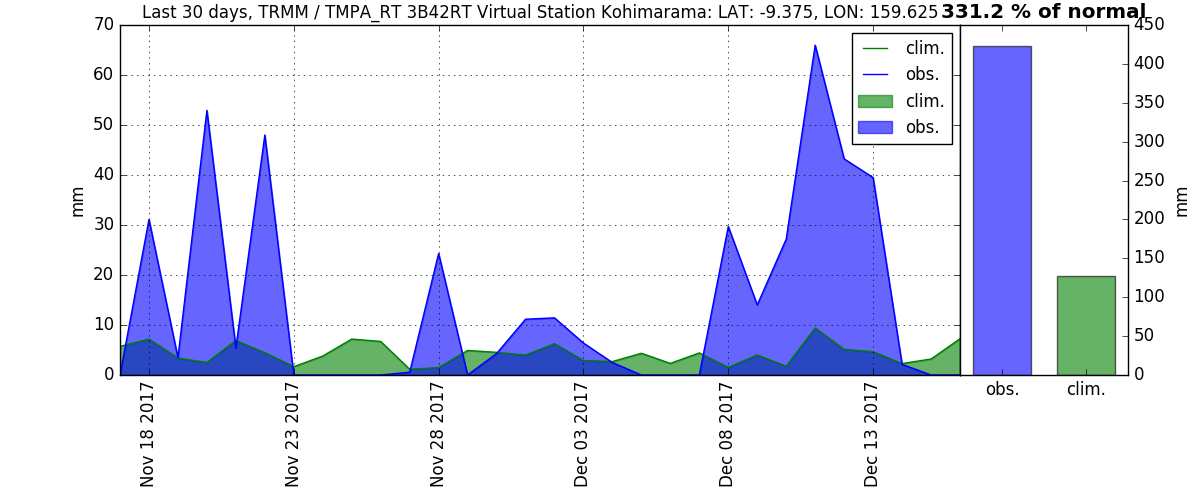 Last 30 days, TRMM / TMPA_RT 3B42RT Virtual Station Kohimarama: LAT: -9.375, LON: 159.625
331.2 % of normal
70
60
50
40
30
20
10
0
mm
Nov 18 2017
Nov 23 2017
Nov 28 2017
Dec 03 2017
Dec 08 2017
Dec 13 2017
clim.
obs.
clim.
obs.
450
400
350
300
250
200
150
100
50
0
mm
obs.
clim.